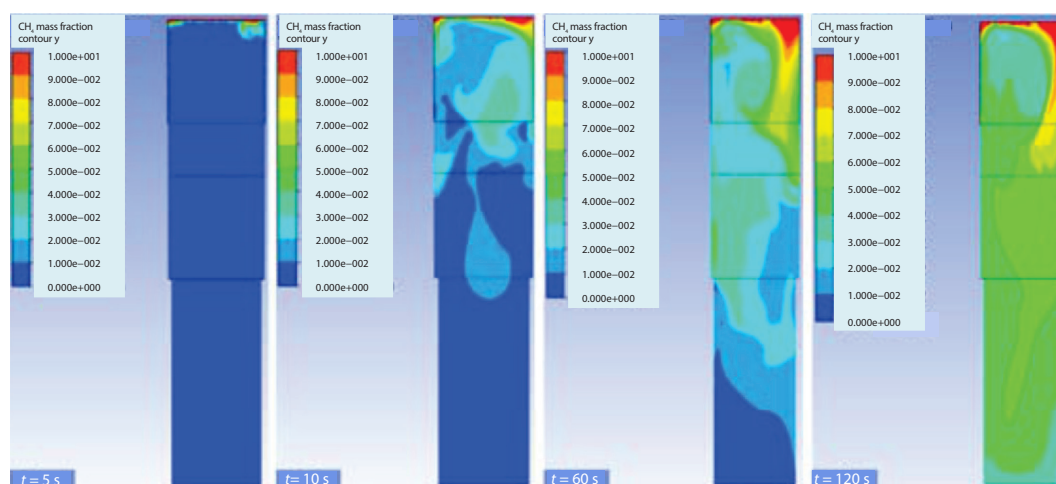 CH₄ mass fraction
contour y
1.000e+001
9.000e−002
8.000e−002
7.000e−002
6.000e−002
5.000e−002
4.000e−002
3.000e−002
2.000e−002
1.000e−002
0.000e+000
t = 5 s
CH₄ mass fraction
contour y
1.000e+001
9.000e−002
8.000e−002
7.000e−002
6.000e−002
5.000e−002
4.000e−002
3.000e−002
2.000e−002
1.000e−002
0.000e+000
t = 10 s
CH₄ mass fraction
contour y
1.000e+001
9.000e−002
8.000e−002
7.000e−002
6.000e−002
5.000e−002
4.000e−002
3.000e−002
2.000e−002
1.000e−002
0.000e+000
t = 60 s
CH₄ mass fraction
contour y
1.000e+001
9.000e−002
8.000e−002
7.000e−002
6.000e−002
5.000e−002
4.000e−002
3.000e−002
2.000e−002
1.000e−002
0.000e+000
t = 120 s